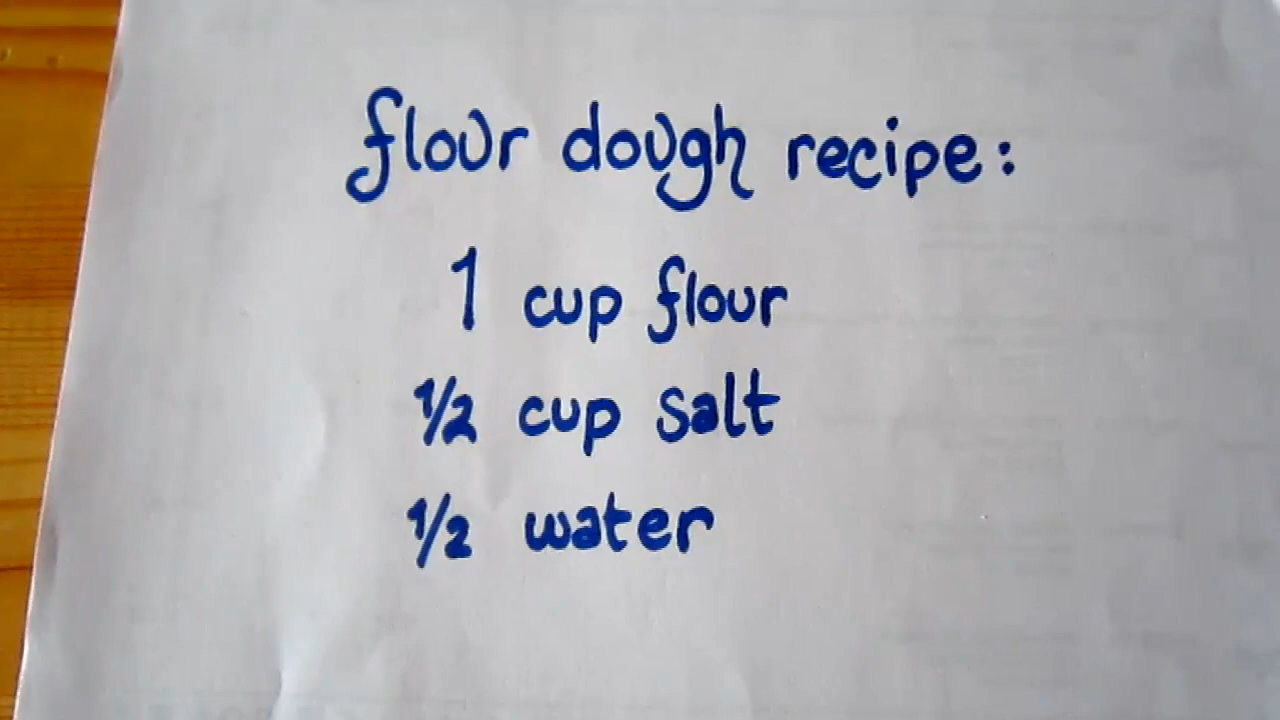 flour dough recipe:
1 cup flour
1/2 cup salt
1/2 water